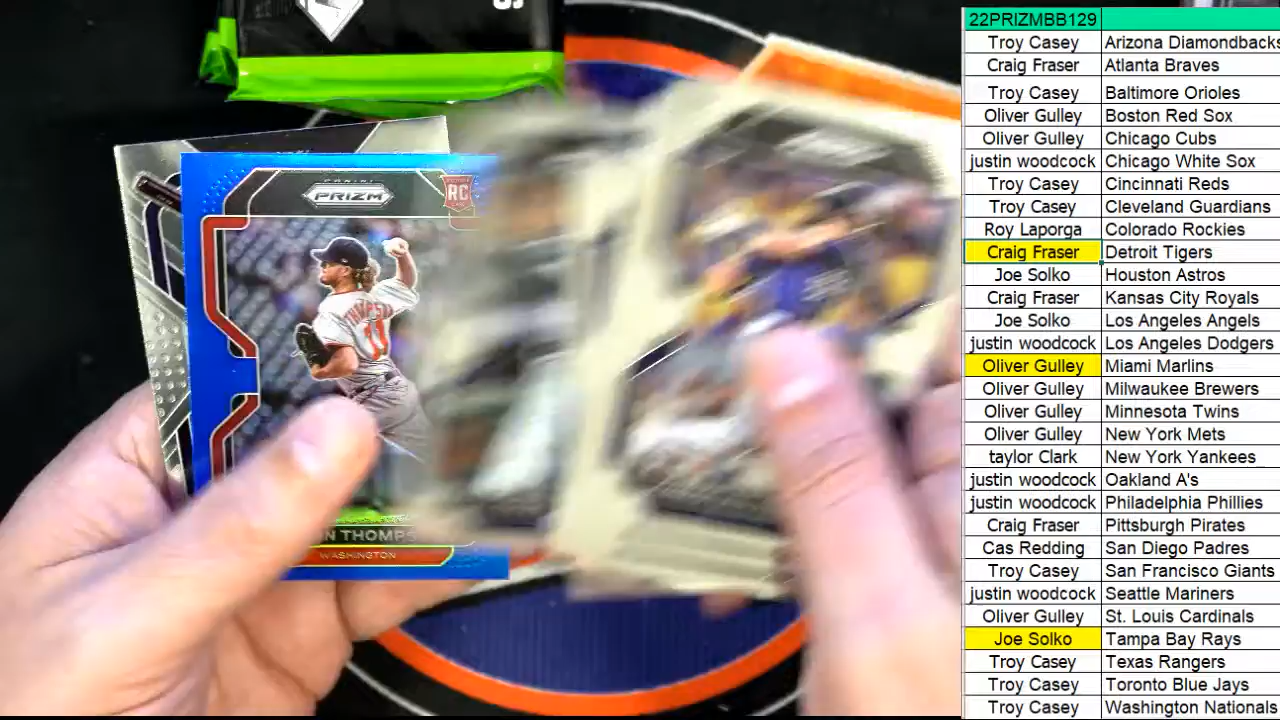 PANINI
PRIZM
RC
THOMPS
11
N THOMPS
WASHINGTON
22PRIZMBB129
Troy Casey Arizona Diamondbacks
Craig Fraser Atlanta Braves
Troy Casey Baltimore Orioles
Oliver Gulley Boston Red Sox
Oliver Gulley Chicago Cubs
justin woodcock Chicago White Sox
Troy Casey Cincinnati Reds
Troy Casey Cleveland Guardians
Roy Laporga Colorado Rockies
Craig Fraser Detroit Tigers
Joe Solko Houston Astros
Craig Fraser Kansas City Royals
Joe Solko Los Angeles Angels
justin woodcock Los Angeles Dodgers
Oliver Gulley Miami Marlins
Oliver Gulley Milwaukee Brewers
Oliver Gulley Minnesota Twins
Oliver Gulley New York Mets
taylor Clark New York Yankees
justin woodcock Oakland A's
justin woodcock Philadelphia Phillies
Craig Fraser Pittsburgh Pirates
Cas Redding San Diego Padres
Troy Casey San Francisco Giants
justin woodcock Seattle Mariners
Oliver Gulley St. Louis Cardinals
Joe Solko Tampa Bay Rays
Troy Casey Texas Rangers
Troy Casey Toronto Blue Jays
Troy Casey Washington Nationals